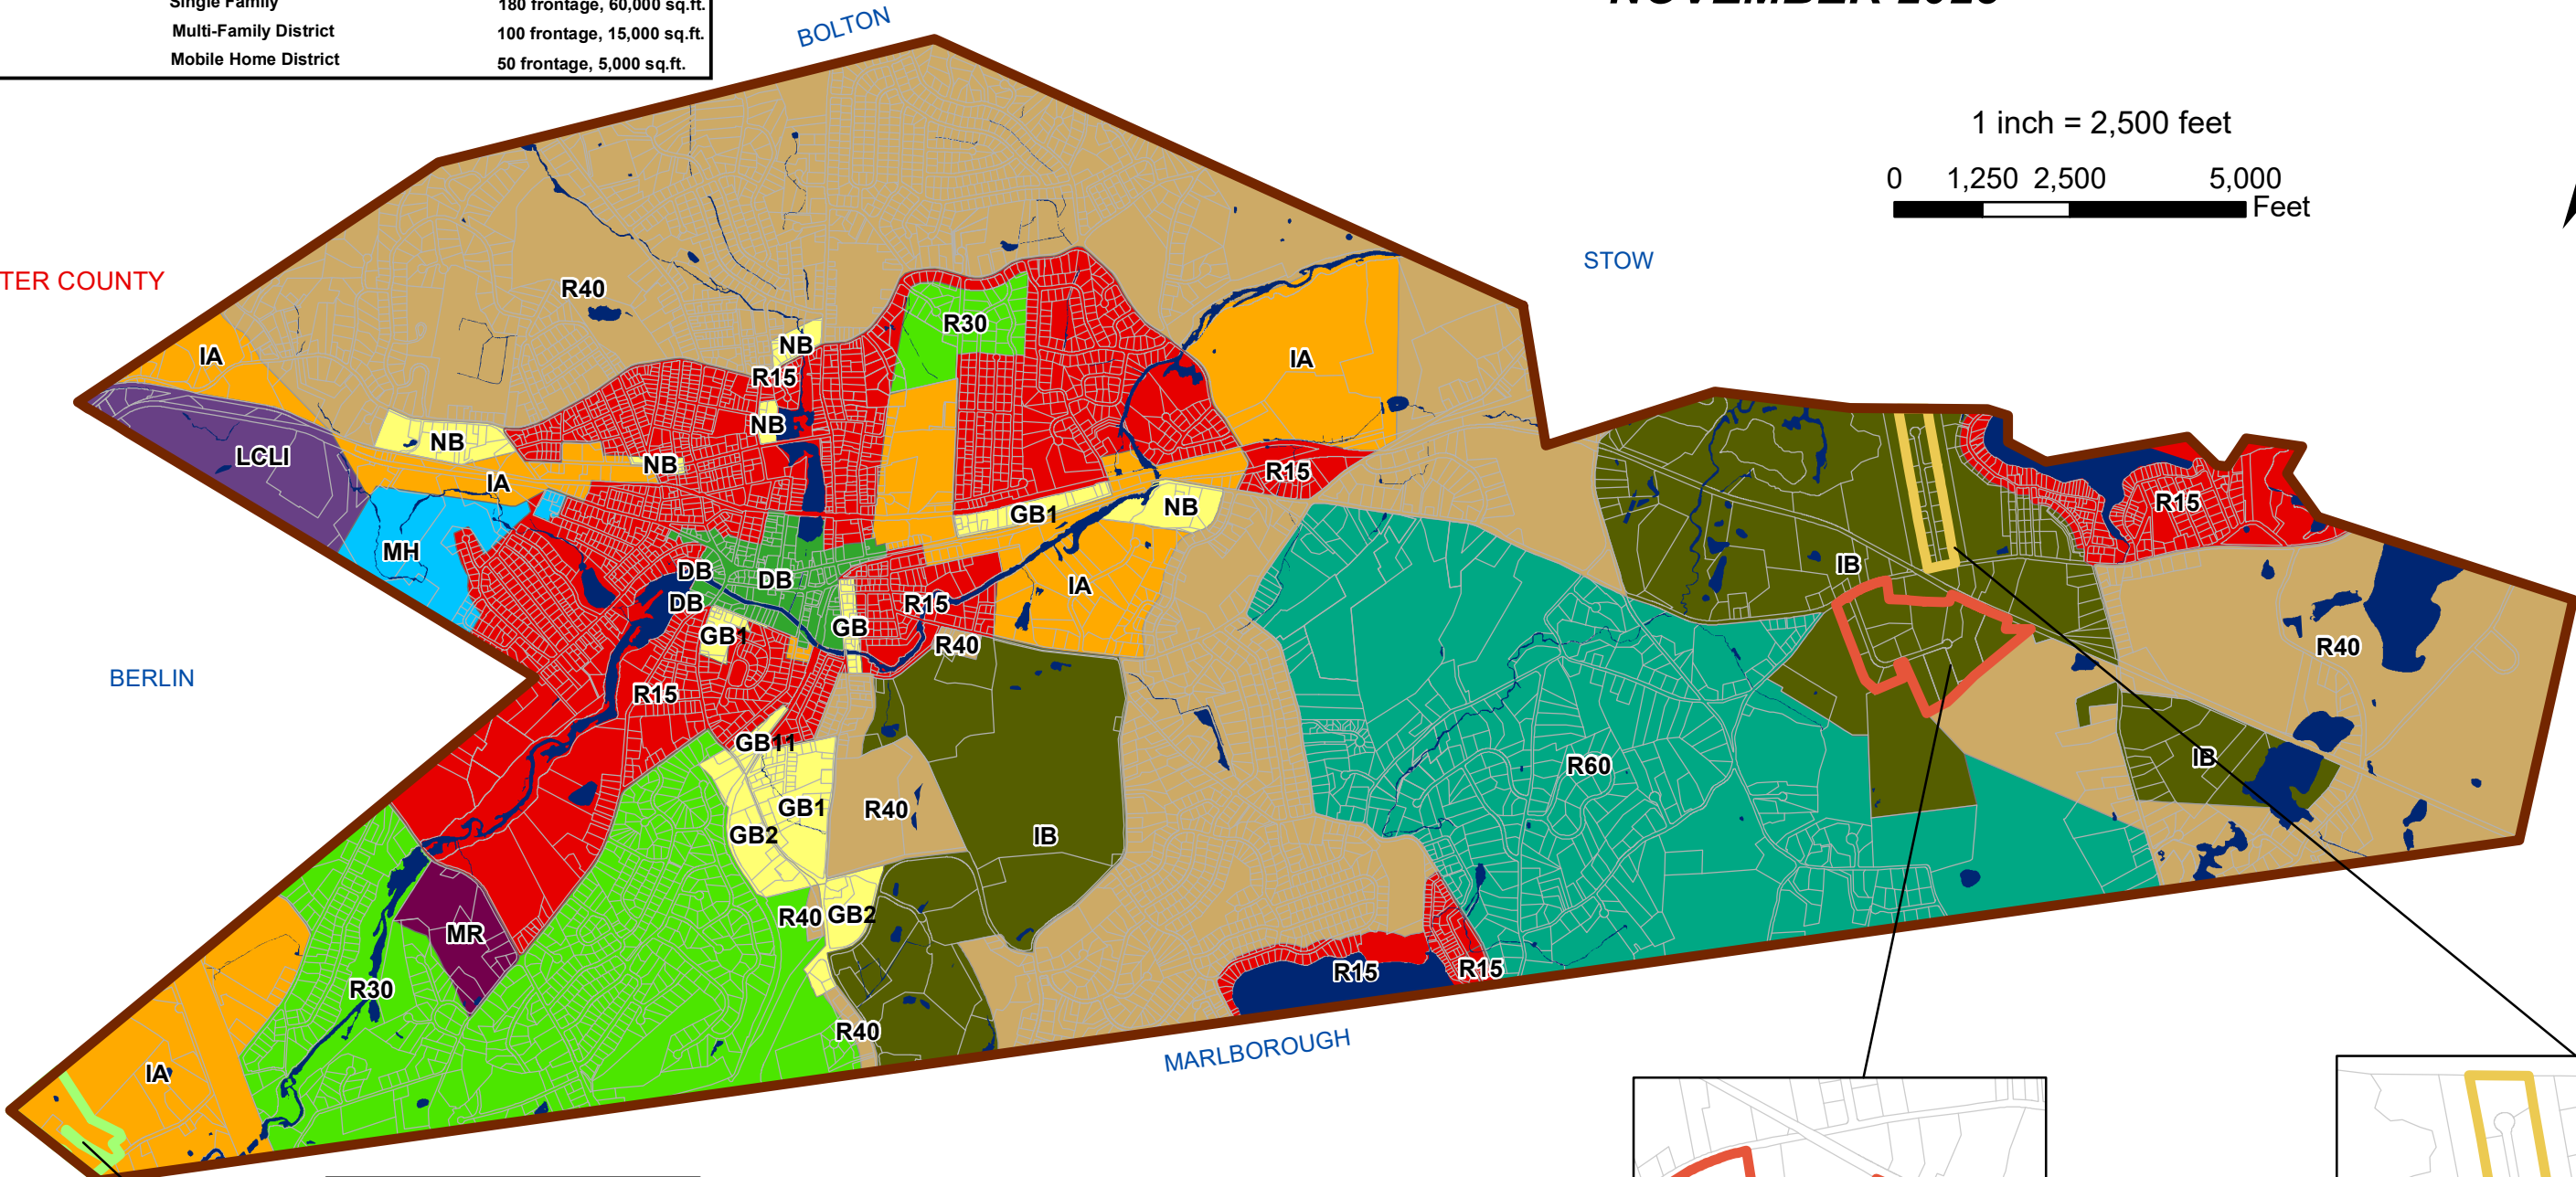 Single Family 180 frontage, 60,000 sq.ft.
Multi-Family District 100 frontage, 15,000 sq.ft.
Mobile Home District 50 frontage, 5,000 sq.ft.
BOLTON
1 inch = 2,500 feet
0 1,250 2,500 5,000
Feet
STOW
TER COUNTY
R40
R30
NB
IA
IA
R15
NB
NB
LCLI
NB
R15
IA
R15
GB1
NB
MH
IB
DB
DB
IA
DB
R15
GB
GB1
R40
R40
BERLIN
R15
GB11
IB
R60
GB1
R40
GB2
IB
R40
GB2
MR
R15
R15
R30
R40
MARLBOROUGH
IA